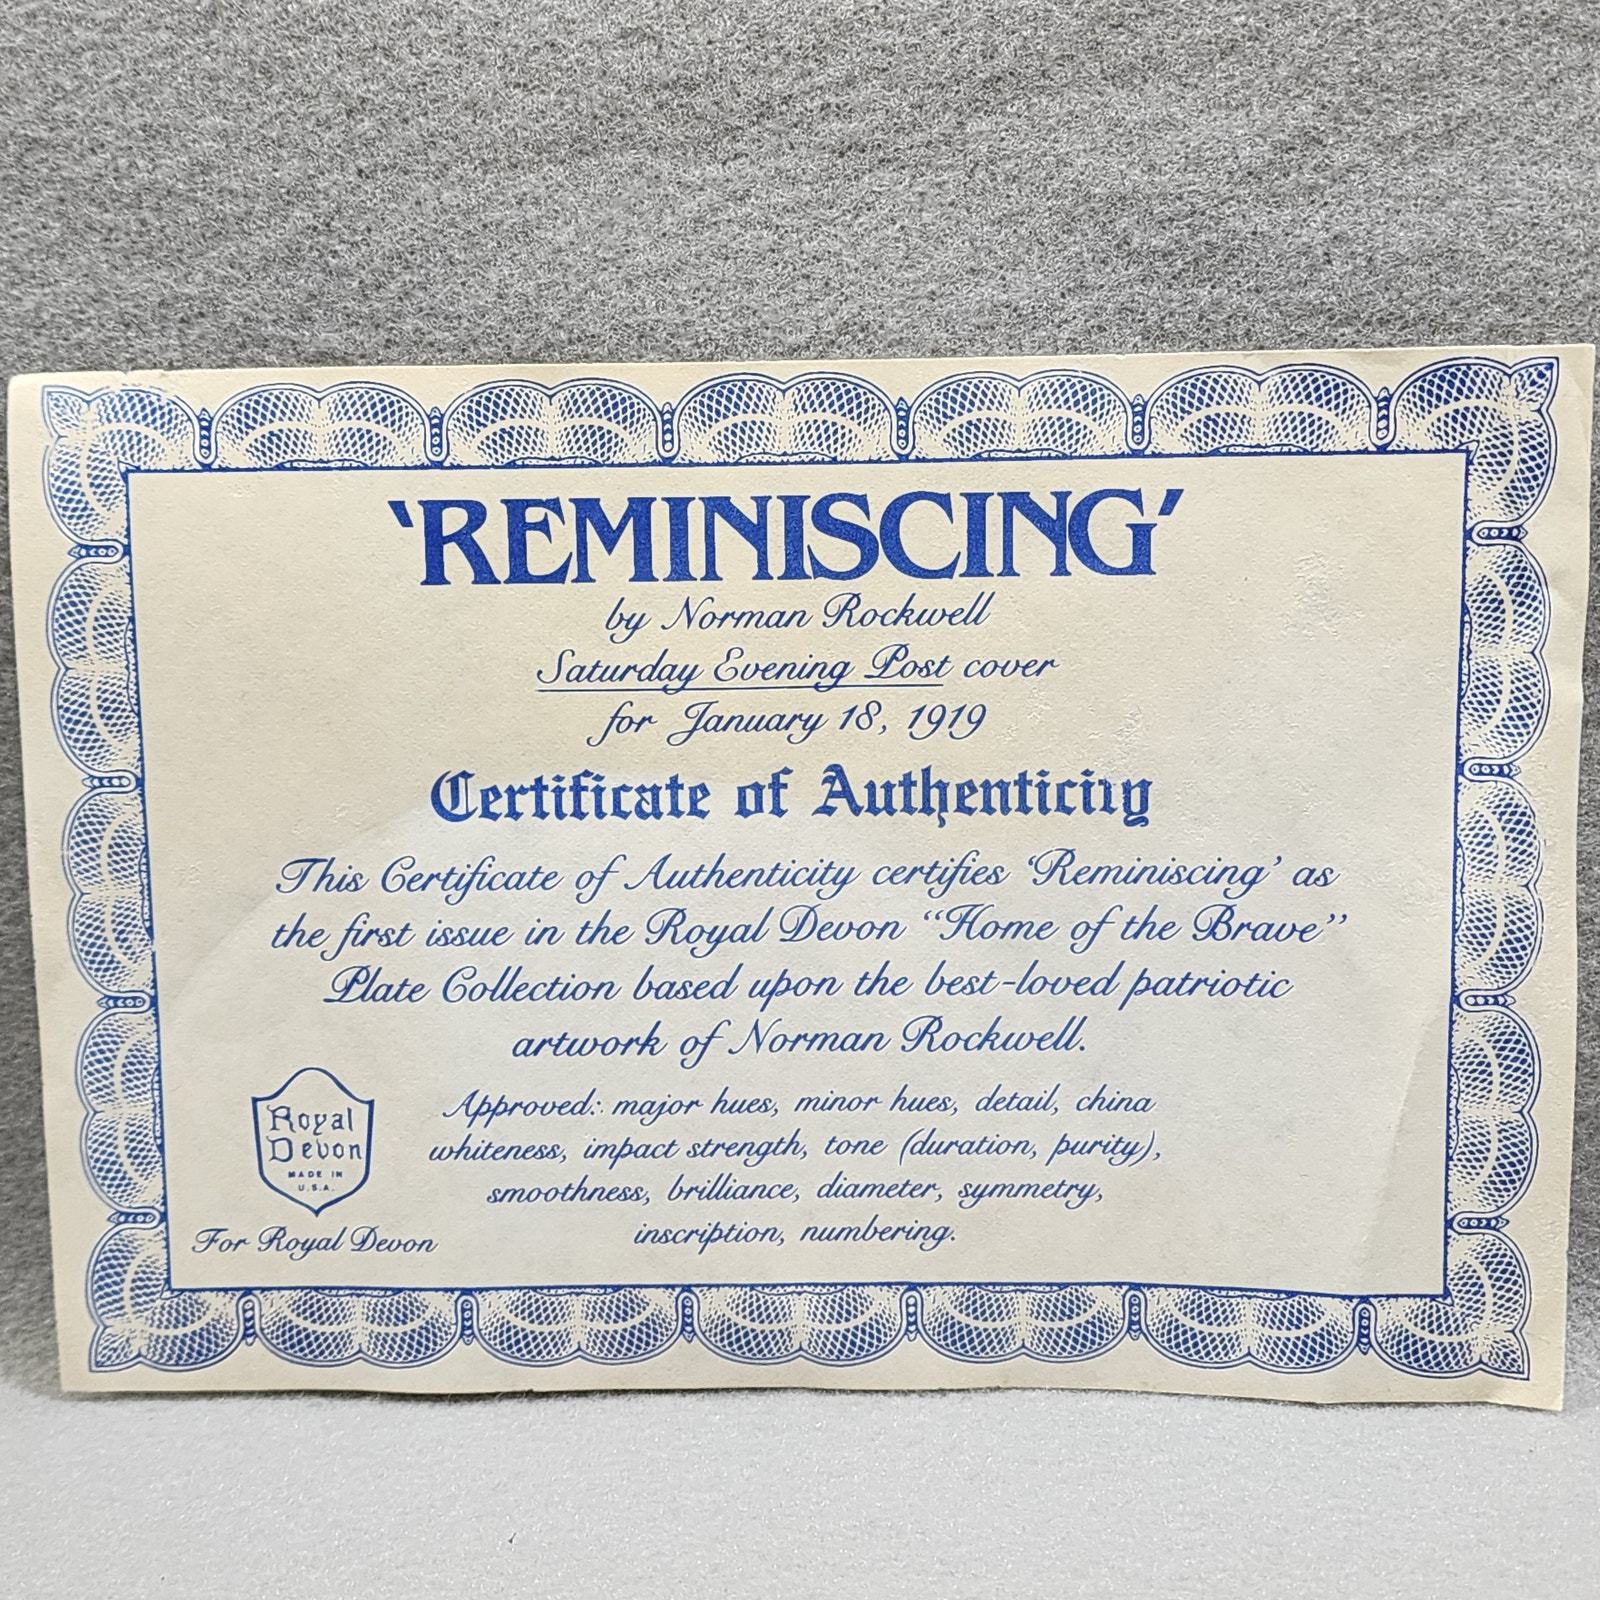 'REMINISCING'
by Norman Rockwell
Saturday Evening Post cover
for January 18, 1919
Certificate of Authenticity
This Certificate of Authenticity certifies 'Reminiscing' as
the first issue in the Royal Devon "Home of the Brave"
Plate Collection based upon the best-loved patriotic
artwork of Norman Rockwell.
Approved: major hues, minor hues, detail, china
whiteness, impact strength, tone (duration, purity),
smoothness, brilliance, diameter, symmetry,
inscription, numbering.
Royal
Devon
MADE IN
U.S.A.
For Royal Devon